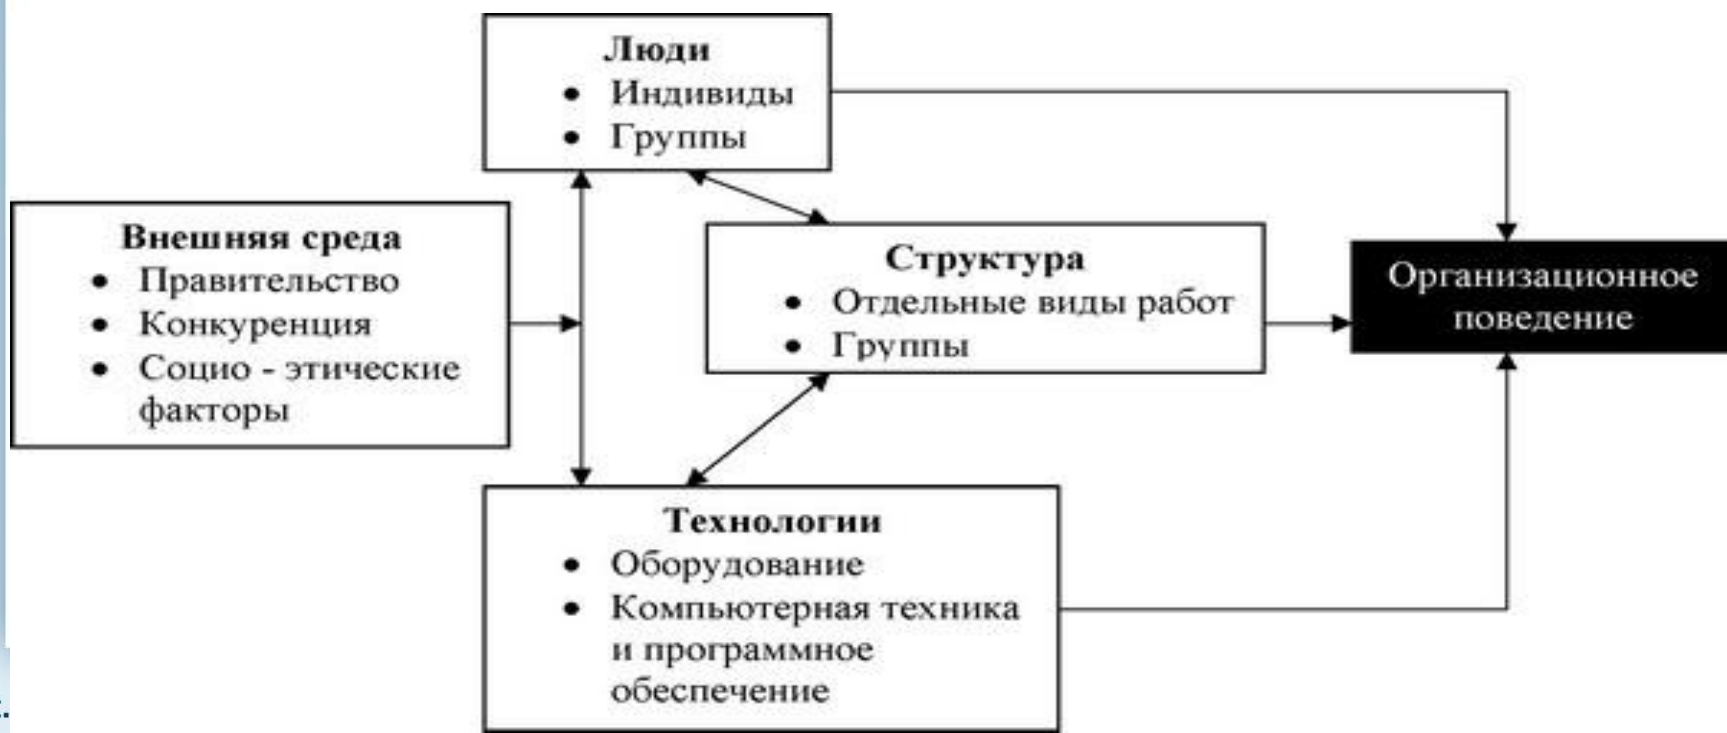 Люди
• Индивиды
• Группы
Внешняя среда
• Правительство
• Конкуренция
• Социо - этические
факторы
Структура
• Отдельные виды работ
• Группы
Организационное
поведение
Технологии
• Оборудование
• Компьютерная техника
и программное
обеспечение